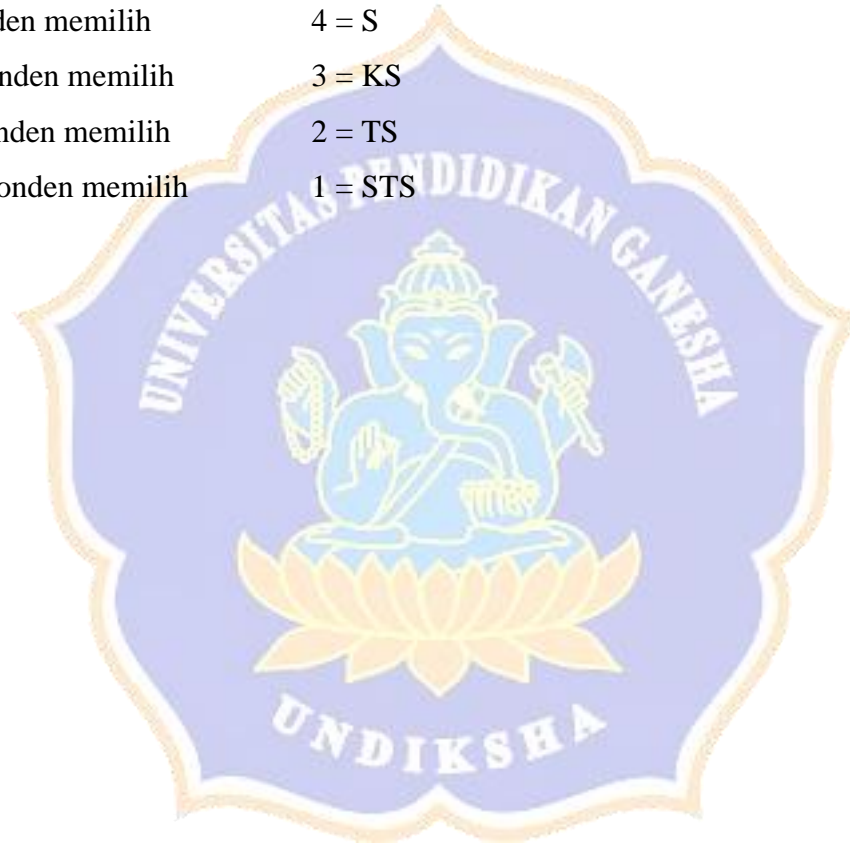 den memilih 4 = S
nden memilih 3 = KS
nden memilih 2 = TS
onden memilih 1 = STS
UNIVERSITAS PENDIDIKAN GANESHA
UNDIKSHA